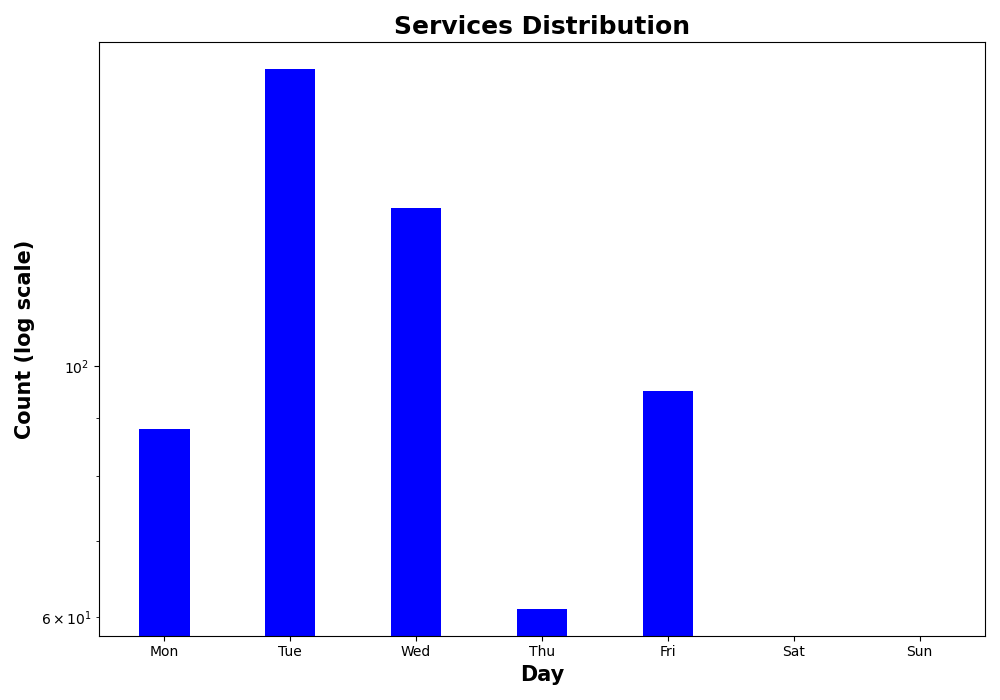 Services Distribution
Count (log scale)
10²
6 × 10¹
Mon Tue Wed Thu Fri Sat Sun
Day